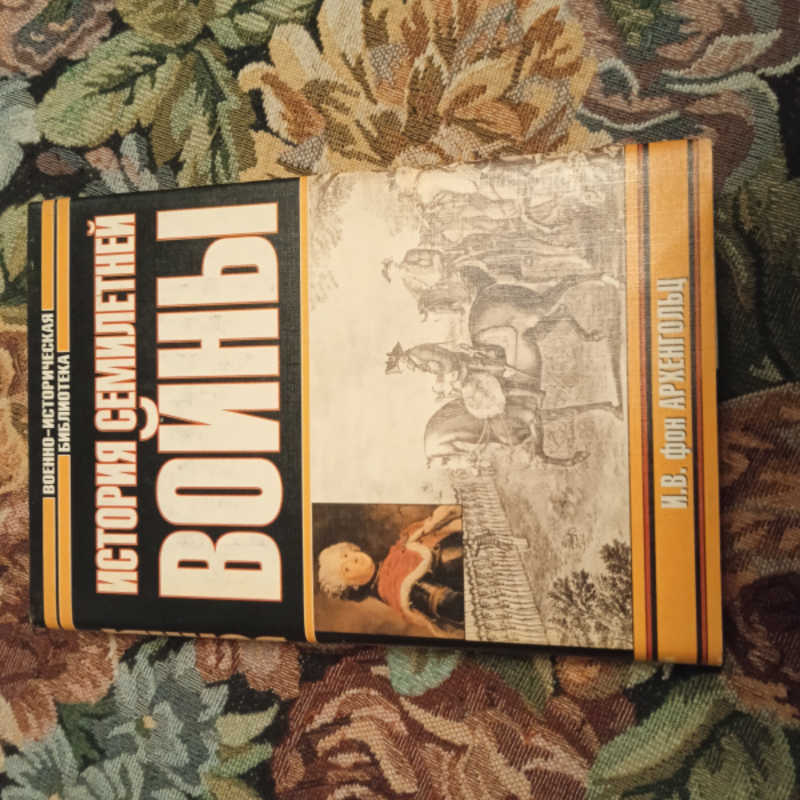 ВОЕННО-ИСТОРИЧЕСКАЯ
БИБЛИОТЕКА
ИСТОРИЯ СЕМИЛЕТНЕЙ
ВОЙНЫ
И.В. фон АРХЕНГОЛЬЦ